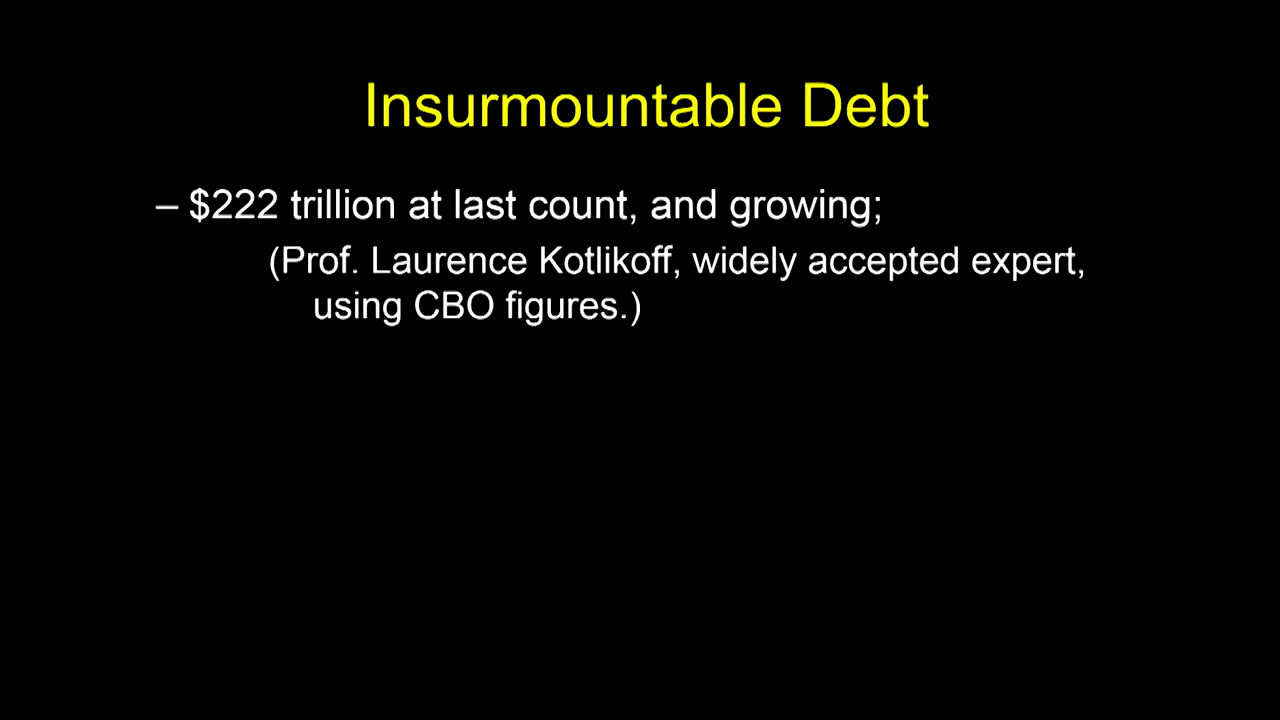 Insurmountable Debt
– $222 trillion at last count, and growing;
(Prof. Laurence Kotlikoff, widely accepted expert,
using CBO figures.)